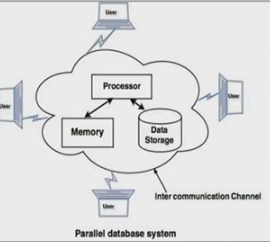 User
Processor
User
User
Memory
Data
Storage
Inter communication Channel
User
Parallel database system